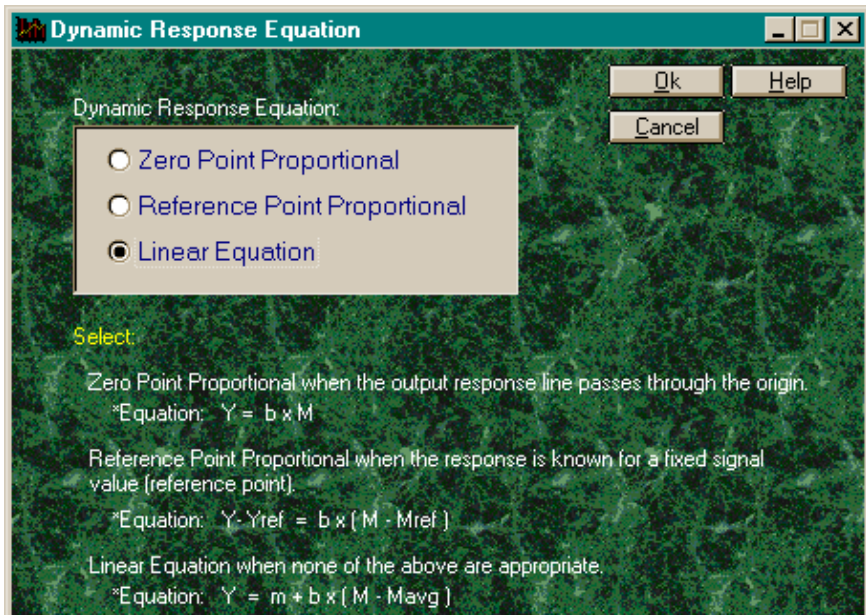 Dynamic Response Equation
Ok
Help
Dynamic Response Equation:
Cancel
Zero Point Proportional
Reference Point Proportional
Linear Equation
Select:
Zero Point Proportional when the output response line passes through the origin.
*Equation: Y = b x M
Reference Point Proportional when the response is known for a fixed signal
value (reference point).
*Equation: Y-Yref = b x ( M - Mref )
Linear Equation when none of the above are appropriate.
*Equation: Y = m + b x ( M - Mavg )